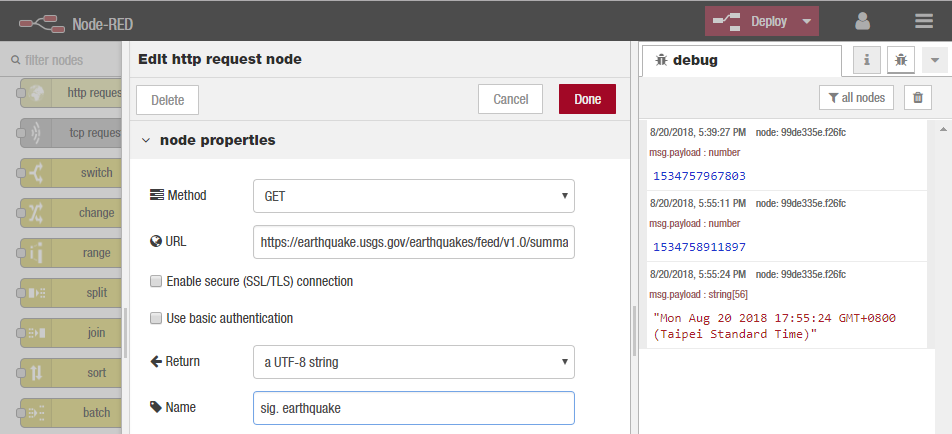 Node-RED
Deploy
filter nodes
http reques
tcp reques
switch
change
range
split
join
sort
batch
Edit http request node
Delete
Cancel
Done
node properties
Method
GET
URL
https://earthquake.usgs.gov/earthquakes/feed/v1.0/summa
Enable secure (SSL/TLS) connection
Use basic authentication
Return
a UTF-8 string
Name
sig. earthquake
debug
i
all nodes
8/20/2018, 5:39:27 PM node: 99de335e.f26fc
msg.payload : number
1534757967803
8/20/2018, 5:55:11 PM node: 99de335e.f26fc
msg.payload : number
1534758911897
8/20/2018, 5:55:24 PM node: 99de335e.f26fc
msg.payload : string[56]
"Mon Aug 20 2018 17:55:24 GMT+0800
(Taipei Standard Time)"